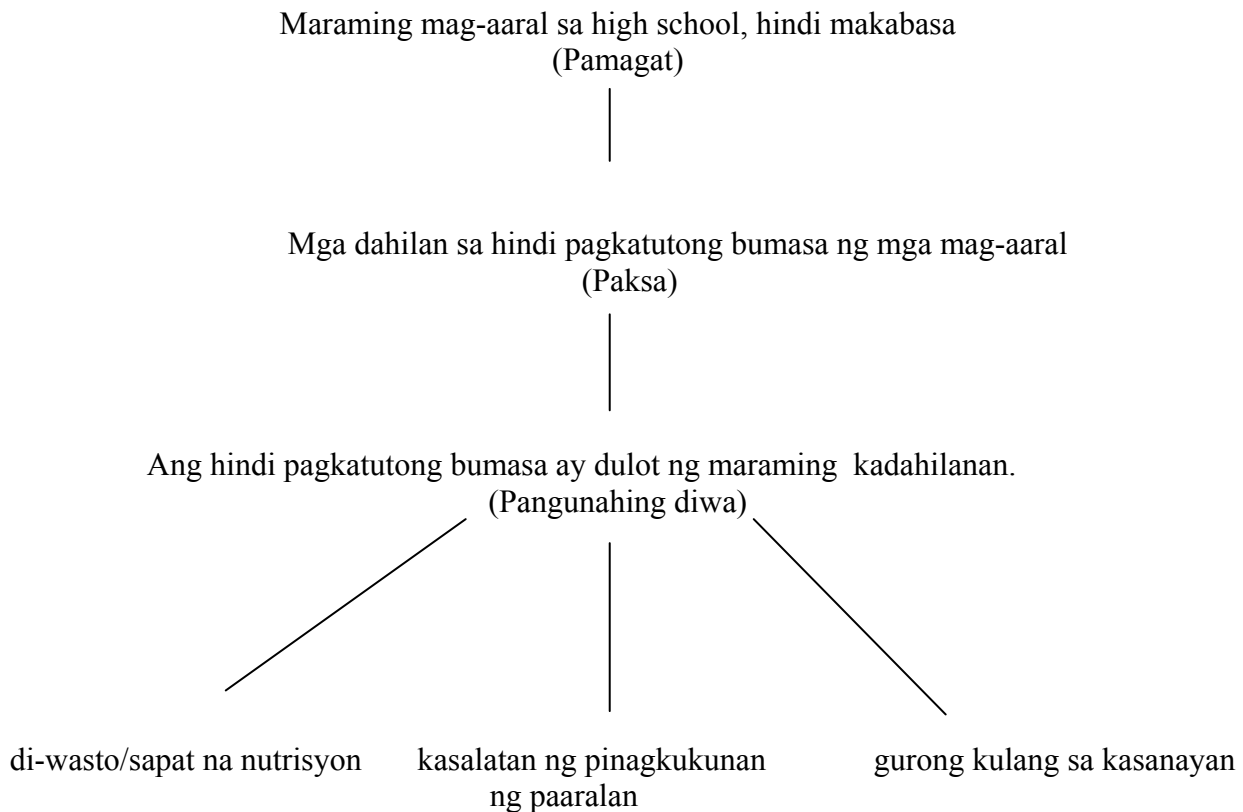 Maraming mag-aaral sa high school, hindi makabasa
(Pamagat)
Mga dahilan sa hindi pagkatutong bumasa ng mga mag-aaral
(Paksa)
Ang hindi pagkatutong bumasa ay dulot ng maraming kadahilanan.
(Pangunahing diwa)
di-wasto/sapat na nutrisyon
kasalatan ng pinagkukunan
ng paaralan
gurong kulang sa kasanayan